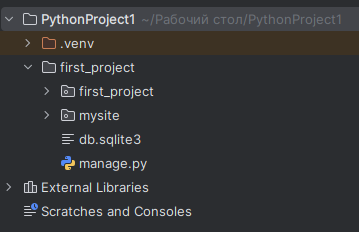 PythonProject1 ~/Рабочий стол/PythonProject1
.venv
first_project
first_project
mysite
db.sqlite3
manage.py
External Libraries
Scratches and Consoles